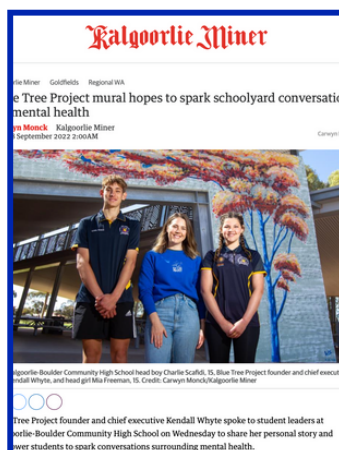 Kalgoorlie Miner
rlie Miner Goldfields Regional WA
e Tree Project mural hopes to spark schoolyard conversatio
mental health
yn Monck Kalgoorlie Miner
September 2022 2:00AM
Carwyn
algoorlie-Boulder Community High School head boy Charlie Scafidi, 15, Blue Tree Project founder and chief execut
endall Whyte, and head girl Mia Freeman, 15. Credit: Carwyn Monck/Kalgoorlie Miner
Tree Project founder and chief executive Kendall Whyte spoke to student leaders at
oorlie-Boulder Community High School on Wednesday to share her personal story and
ower students to spark conversations surrounding mental health.